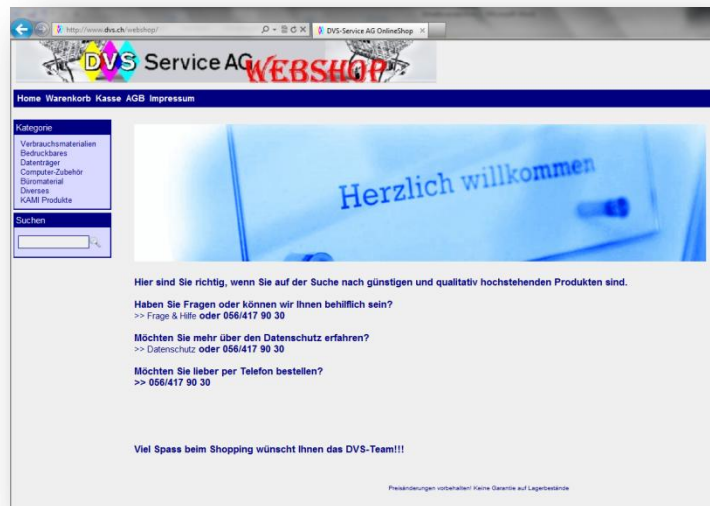 http://www.dvs.ch/webshop/
DVS-Service AG OnlineShop
DVS Service AG WEBSHOP
Home Warenkorb Kasse AGB Impressum
Kategorie
Verbrauchsmaterialien
Bedruckbares
Datenträger
Computer-Zubehör
Büromaterial
Diverses
KAMI Produkte
Suchen
Herzlich willkommen
Hier sind Sie richtig, wenn Sie auf der Suche nach günstigen und qualitativ hochstehenden Produkten sind.
Haben Sie Fragen oder können wir Ihnen behilflich sein?
>> Frage & Hilfe oder 056/417 90 30
Möchten Sie mehr über den Datenschutz erfahren?
>> Datenschutz oder 056/417 90 30
Möchten Sie lieber per Telefon bestellen?
>> 056/417 90 30
Viel Spass beim Shopping wünscht Ihnen das DVS-Team!!!
Preisänderungen vorbehalten! Keine Garantie auf Lagerbestände